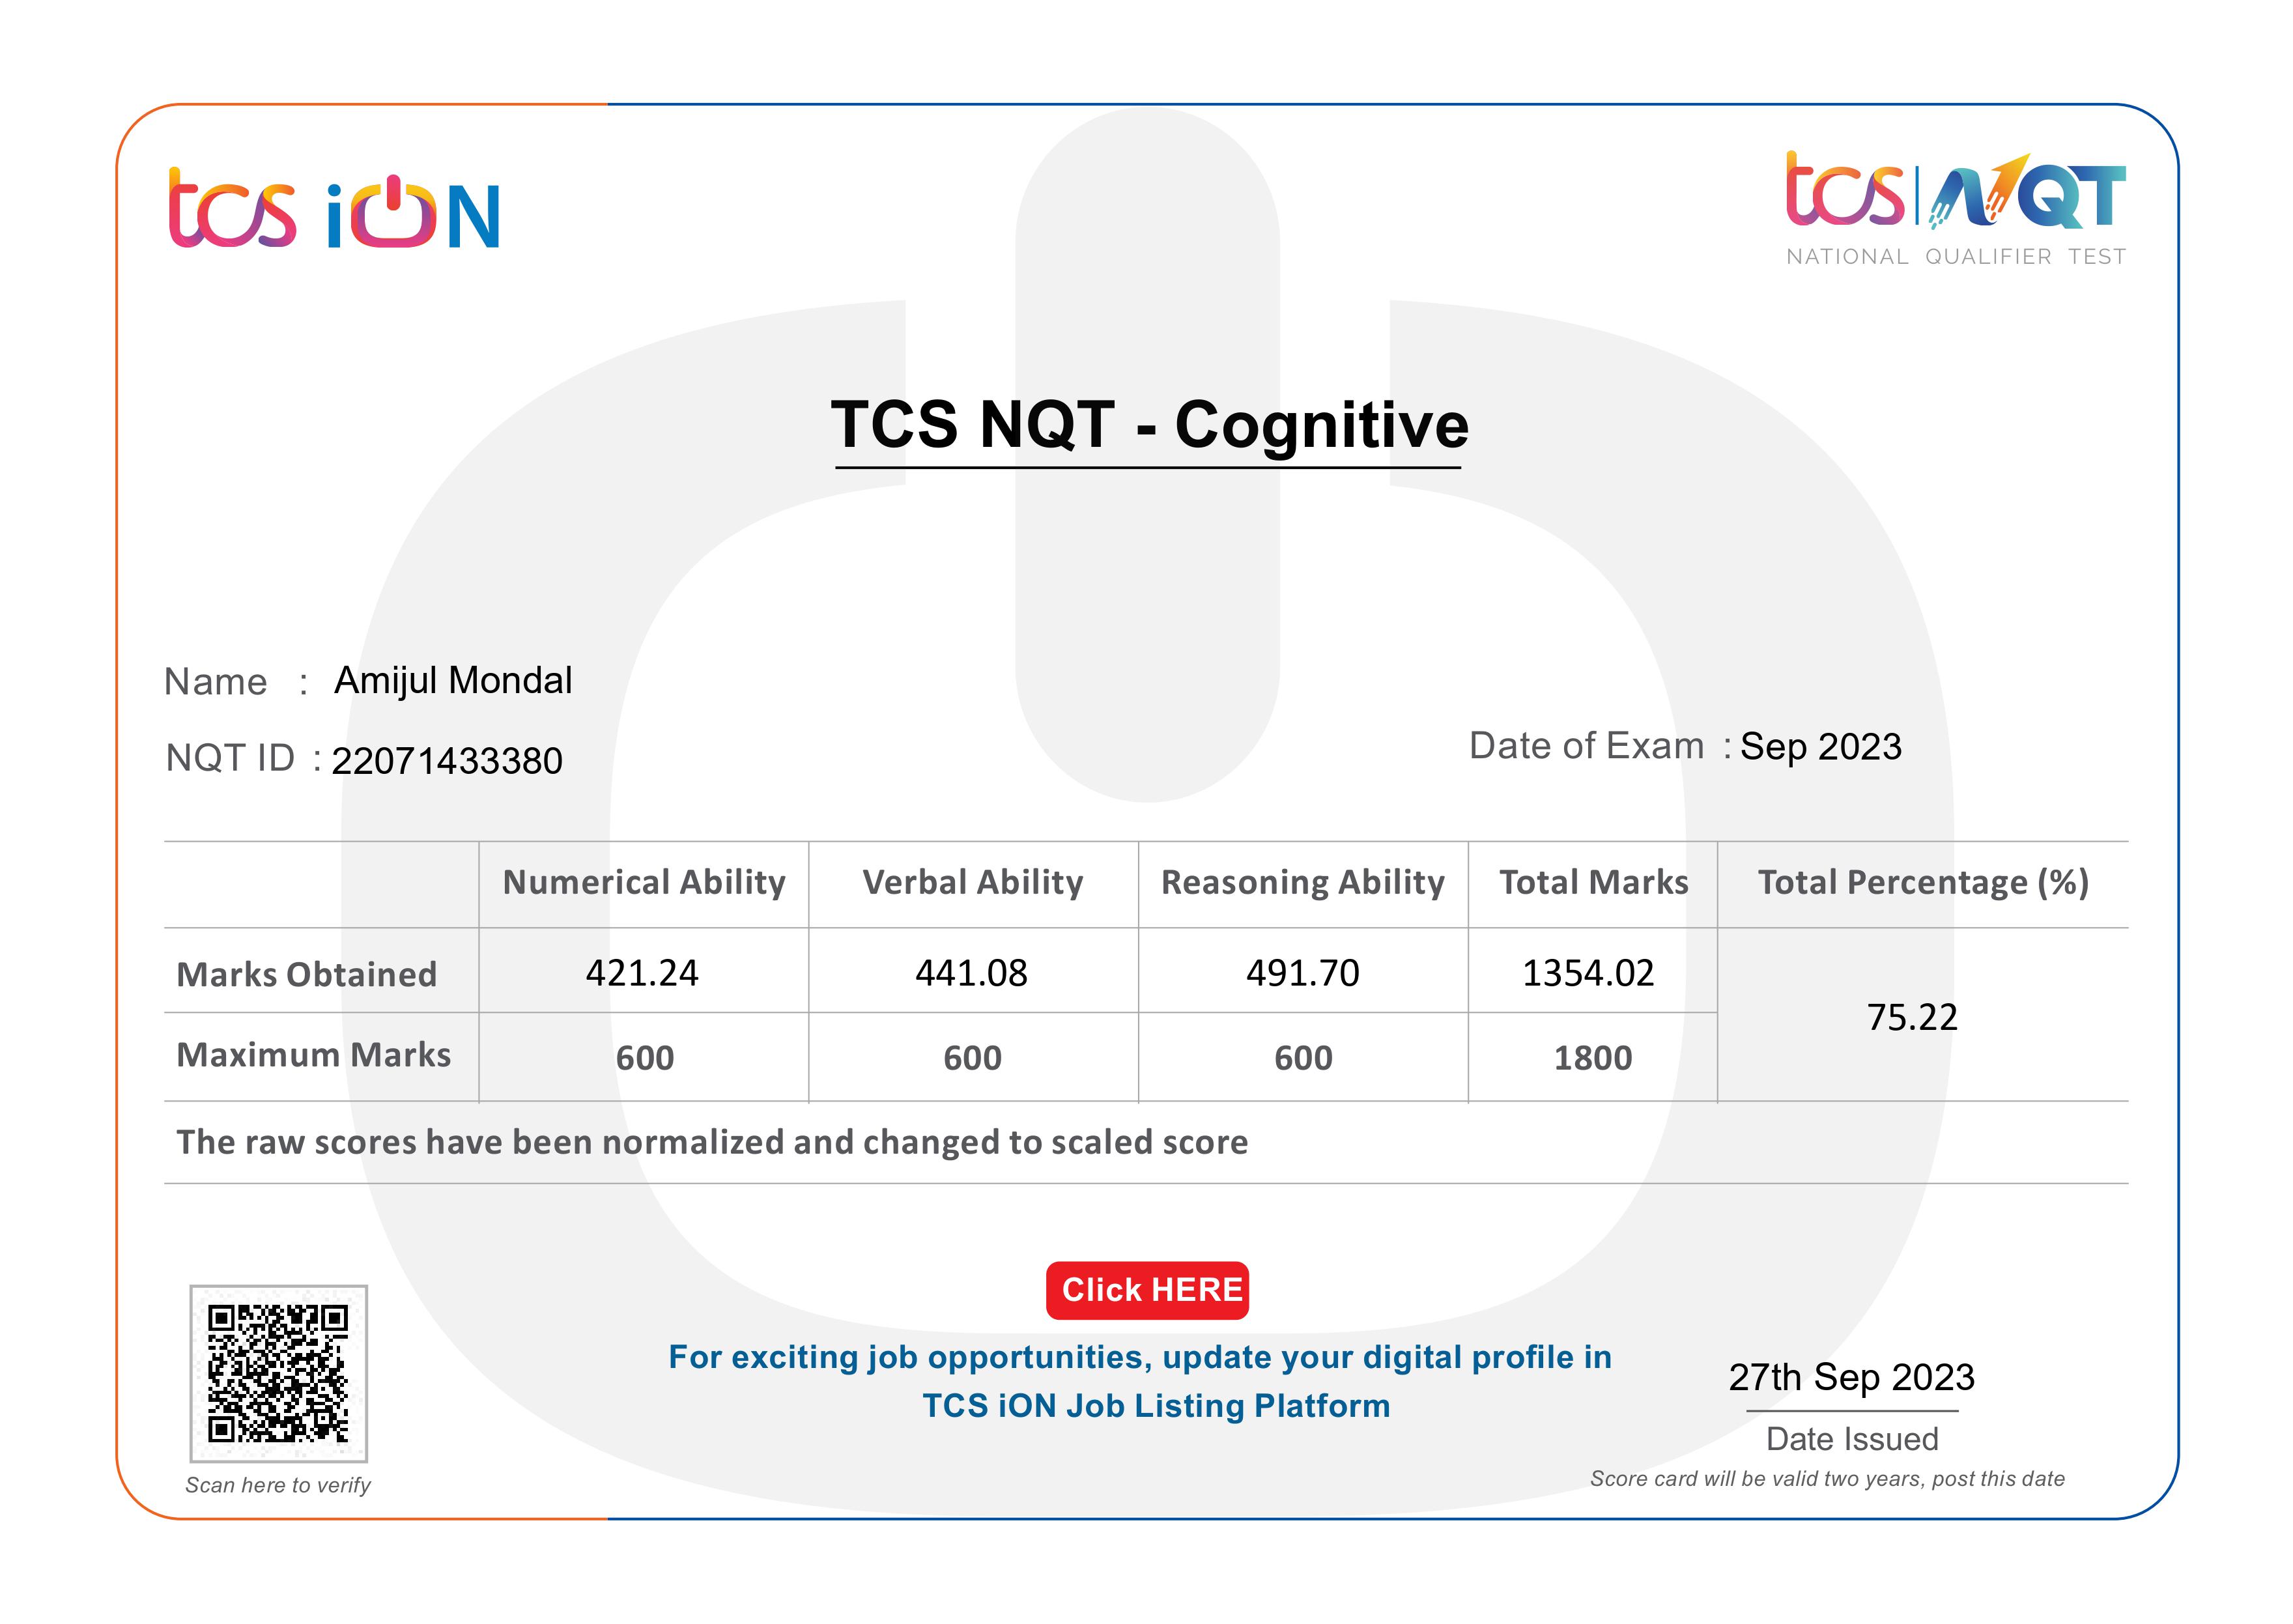 tcs iON
tcs | NQT
NATIONAL QUALIFIER TEST
TCS NQT - Cognitive
Name : Amijul Mondal
NQT ID : 22071433380
Date of Exam : Sep 2023
Numerical Ability Verbal Ability Reasoning Ability Total Marks Total Percentage (%)
Marks Obtained 421.24 441.08 491.70 1354.02 75.22
Maximum Marks 600 600 600 1800
The raw scores have been normalized and changed to scaled score
Click HERE
For exciting job opportunities, update your digital profile in
TCS iON Job Listing Platform
Scan here to verify
27th Sep 2023
Date Issued
Score card will be valid two years, post this date